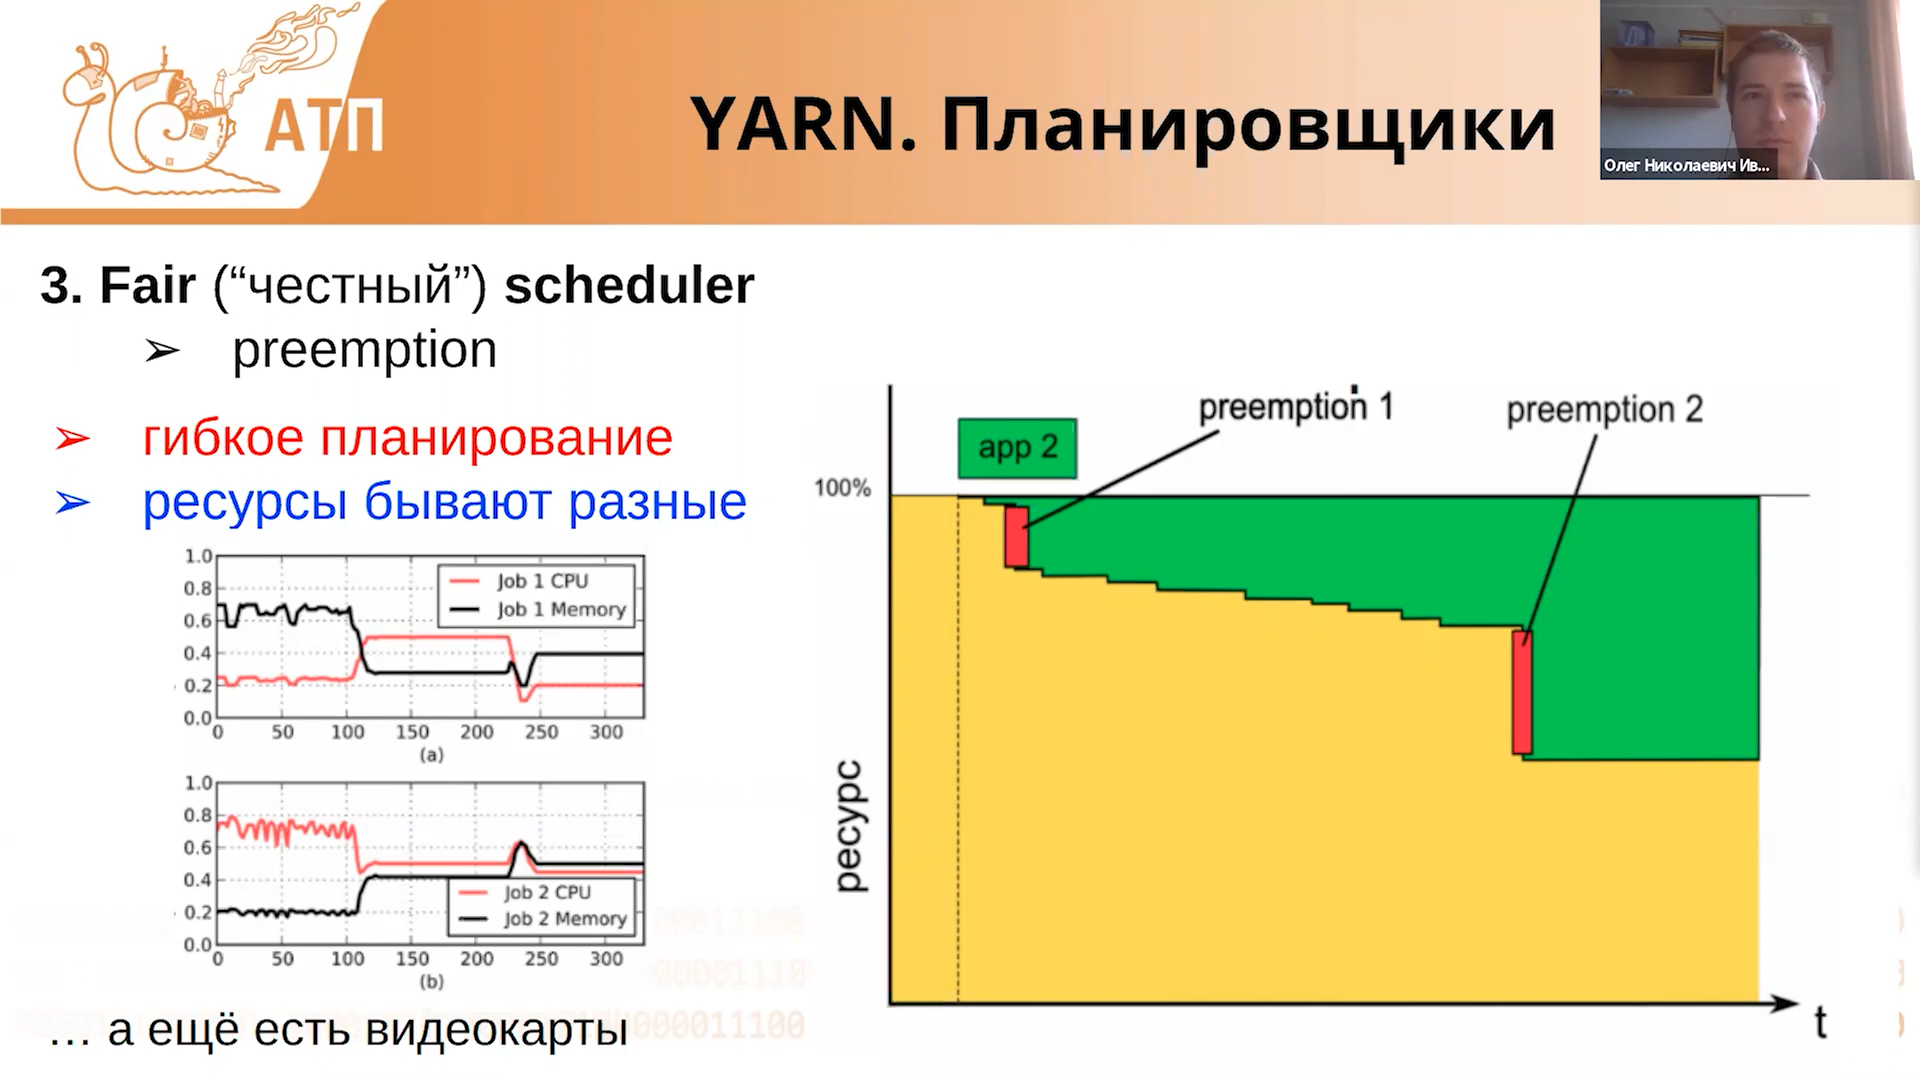 АТП
YARN. Планировщики
Олег Николаевич Ив...
3. Fair (“честный”) scheduler
➢ preemption
➢ гибкое планирование
➢ ресурсы бывают разные
1.0
0.8
0.6
0.4
0.2
0.0
Job 1 CPU
Job 1 Memory
0 50 100 150 200 250 300
(a)
1.0
0.8
0.6
0.4
0.2
0.0
Job 2 CPU
Job 2 Memory
0 50 100 150 200 250 300
(b)
… а ещё есть видеокарты
preemption 1
preemption 2
app 2
100%
ресурс
t